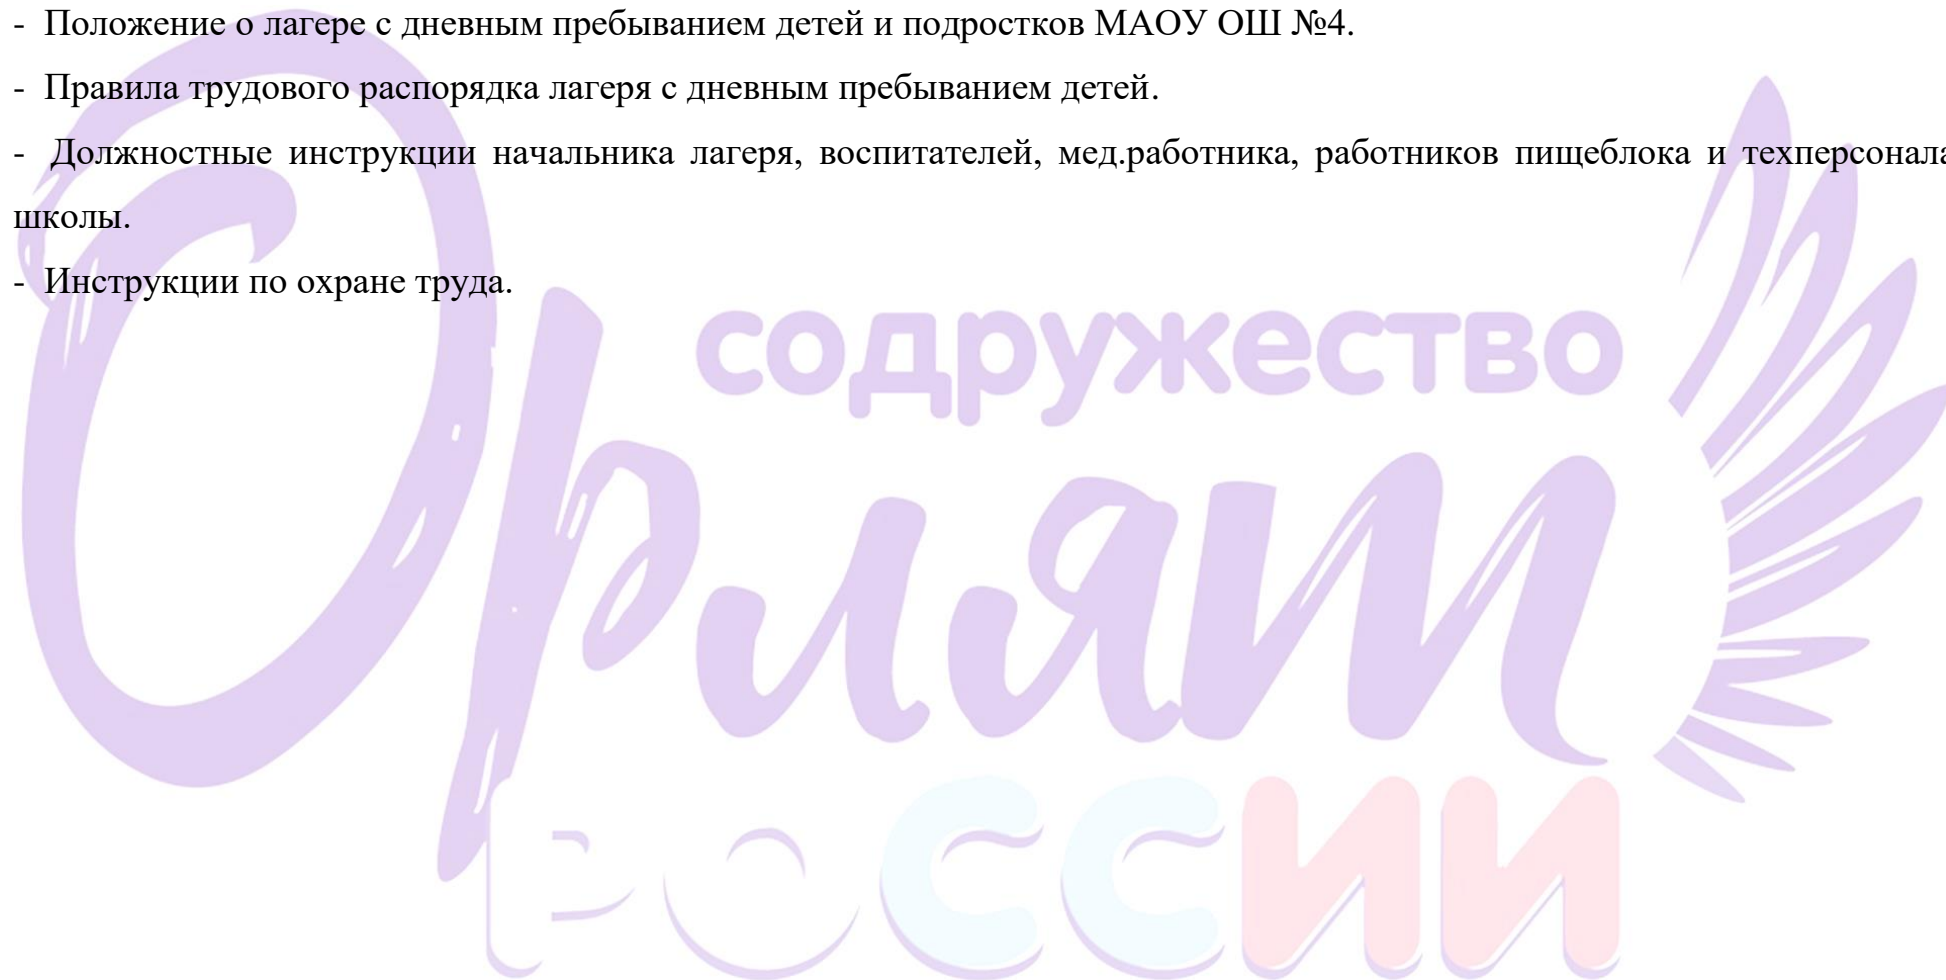 - Положение о лагере с дневным пребыванием детей и подростков МАОУ ОШ №4.
- Правила трудового распорядка лагеря с дневным пребыванием детей.
- Должностные инструкции начальника лагеря, воспитателей, мед.работника, работников пищеблока и техперсонала
школы.
- Инструкции по охране труда.
содружество
Орлят
РОССИИ